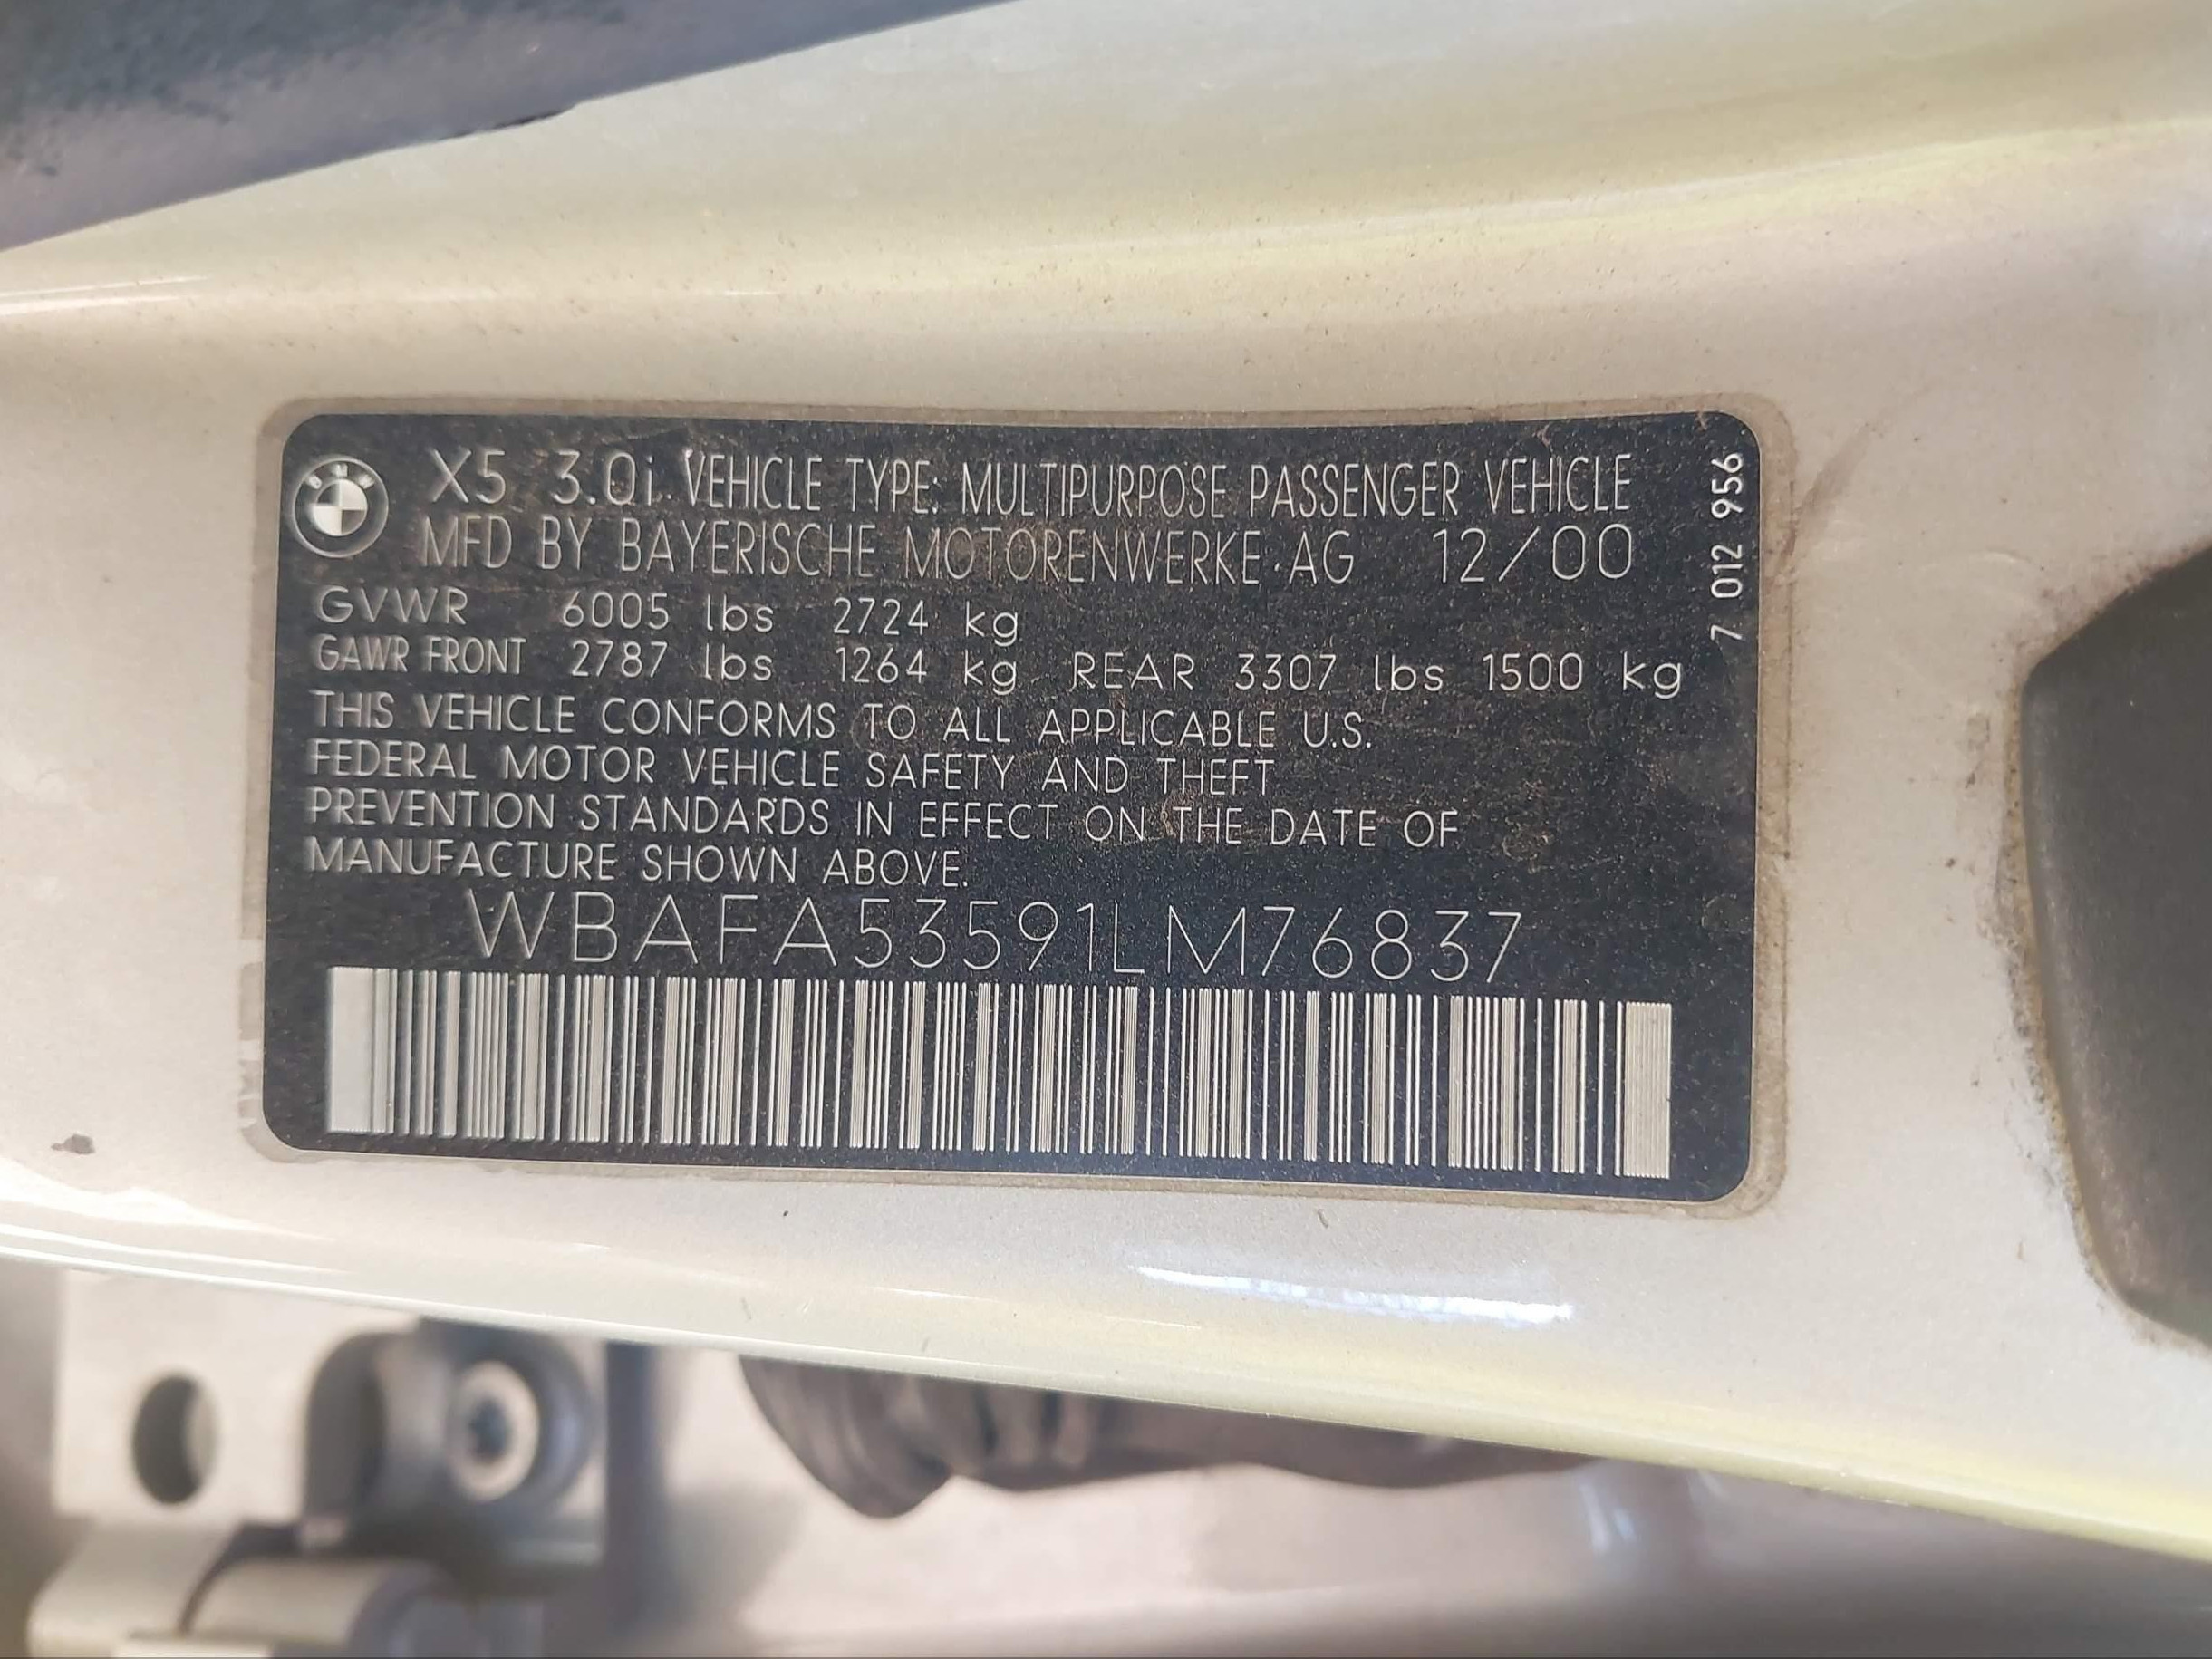 X5 3.0i VEHICLE TYPE: MULTIPURPOSE PASSENGER VEHICLE
MFD BY BAYERISCHE MOTORENWERKE AG 12/00
GVWR 6005 lbs 2724 kg
GAWR FRONT 2787 lbs 1264 kg REAR 3307 lbs 1500 kg
THIS VEHICLE CONFORMS TO ALL APPLICABLE U.S.
FEDERAL MOTOR VEHICLE SAFETY AND THEFT
PREVENTION STANDARDS IN EFFECT ON THE DATE OF
MANUFACTURE SHOWN ABOVE.
WBAFA53591LM76837
7 012 956